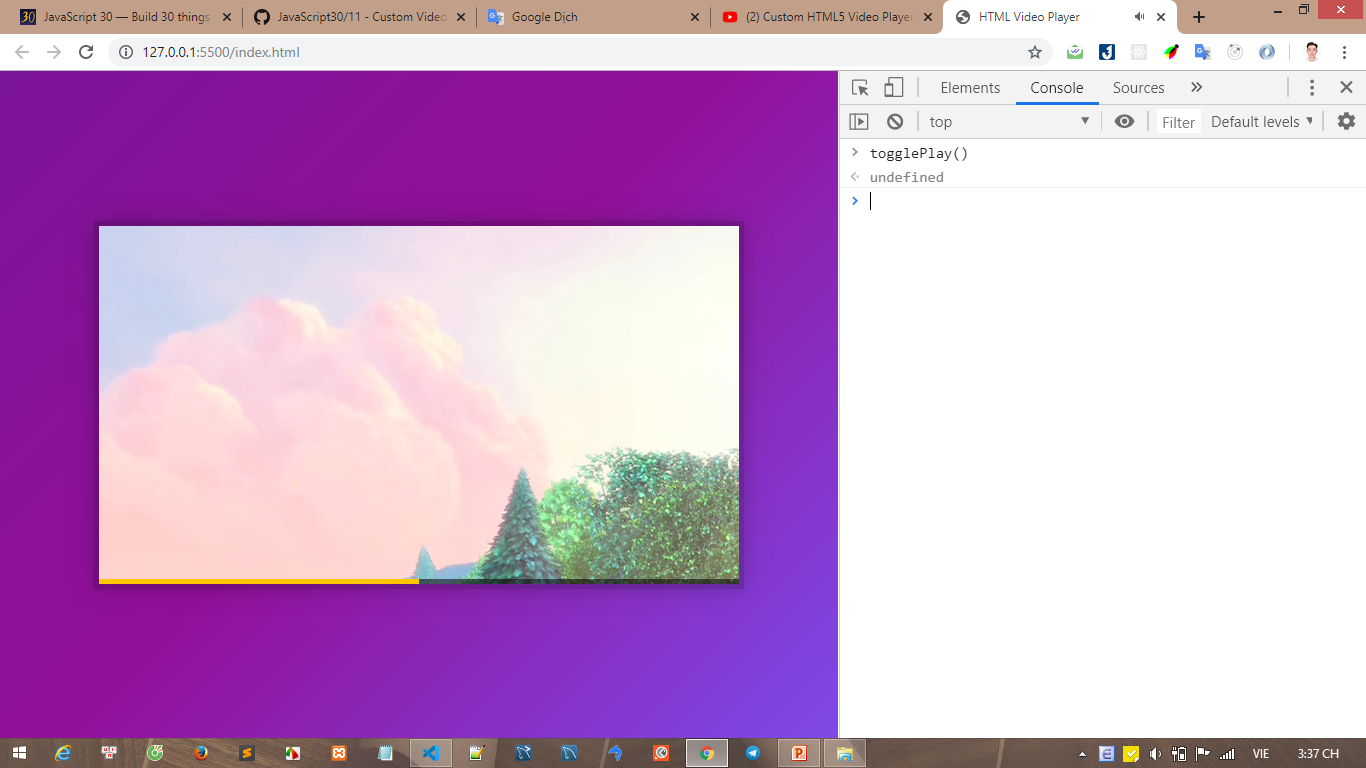 30 JavaScript 30 — Build 30 things
JavaScript30/11 - Custom Video
Google Dịch
(2) Custom HTML5 Video Player
HTML Video Player
127.0.0.1:5500/index.html
Elements Console Sources
top Filter Default levels
togglePlay()
undefined
VIE 3:37 CH